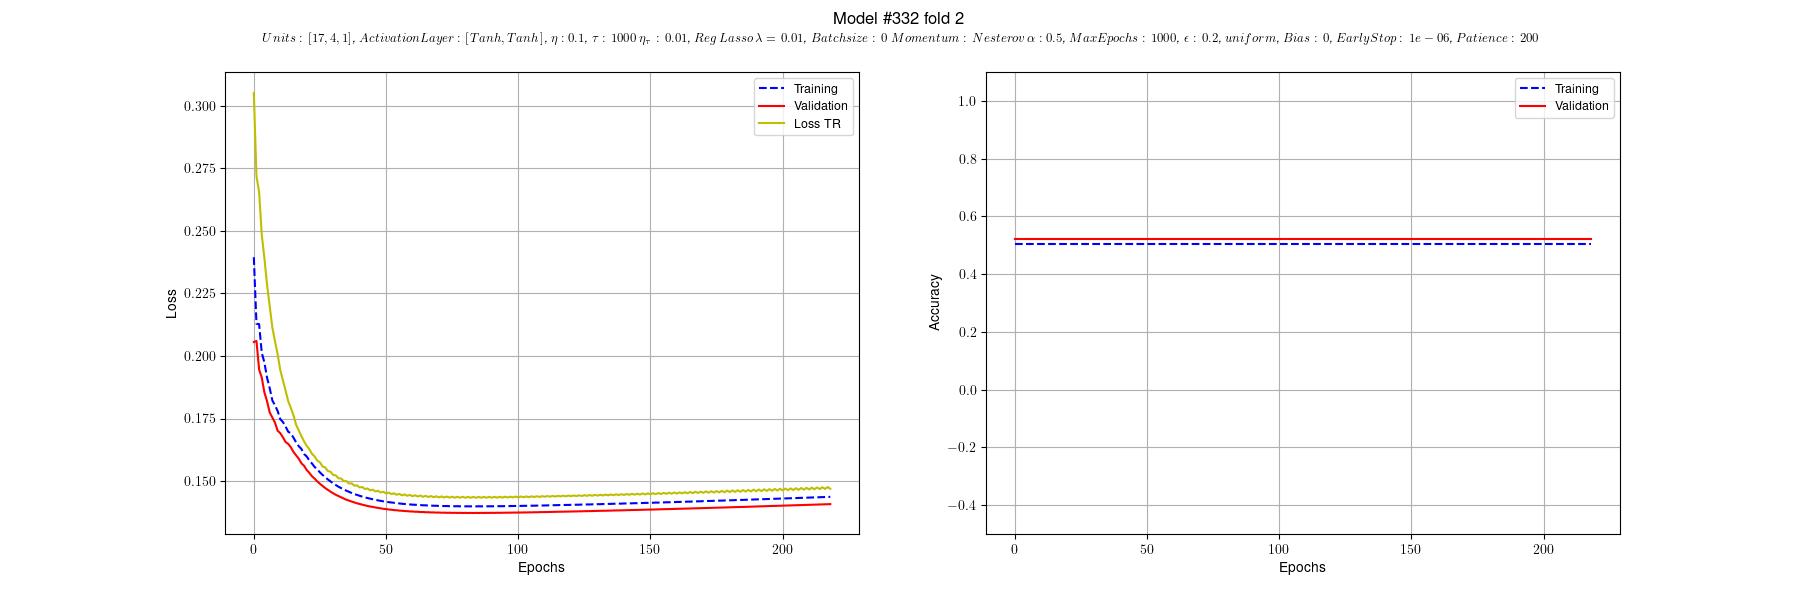 Model #332 fold 2
Units : [17, 4, 1], ActivationLayer : [Tanh, Tanh], η : 0.1, τ : 1000 ητ : 0.01, Reg Lasso λ = 0.01, Batchsize : 0 Momentum : Nesterov α : 0.5, MaxEpochs : 1000, ϵ : 0.2, uniform, Bias : 0, EarlyStop : 1e − 06, Patience : 200
Training
Validation
Loss TR
0.300
0.275
0.250
0.225
0.200
0.175
0.150
Loss
0
50
100
150
200
Epochs
Training
Validation
1.0
0.8
0.6
0.4
0.2
0.0
−0.2
−0.4
Accuracy
0
50
100
150
200
Epochs